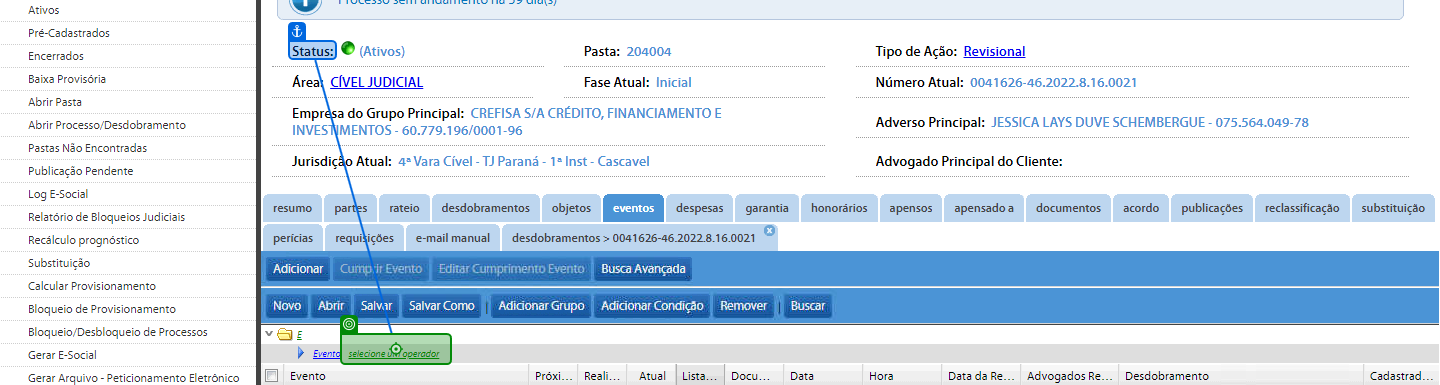 Ativos
Pré-Cadastrados
Encerrados
Baixa Provisória
Abrir Pasta
Abrir Processo/Desdobramento
Pastas Não Encontradas
Publicação Pendente
Log E-Social
Relatório de Bloqueios Judiciais
Recálculo prognóstico
Substituição
Calcular Provisionamento
Bloqueio de Provisionamento
Bloqueio/Desbloqueio de Processos
Gerar E-Social
Gerar Arquivo - Peticionamento Eletrônico
Processo sem andamento há 59 dia(s)
Status: (Ativos) Pasta: 204004 Tipo de Ação: Revisional
Área: CÍVEL JUDICIAL Fase Atual: Inicial Número Atual: 0041626-46.2022.8.16.0021
Empresa do Grupo Principal: CREFISA S/A CRÉDITO, FINANCIAMENTO E
INVESTIMENTOS - 60.779.196/0001-96
Adverso Principal: JESSICA LAYS DUVE SCHEMBERGUE - 075.564.049-78
Jurisdição Atual: 4ª Vara Cível - TJ Paraná - 1ª Inst - Cascavel Advogado Principal do Cliente:
resumo partes rateio desdobramentos objetos eventos despesas garantia honorários apensos apensado a documentos acordo publicações reclassificação substituição
perícias requisições e-mail manual desdobramentos > 0041626-46.2022.8.16.0021
Adicionar Cumprir Evento Editar Cumprimento Evento Busca Avançada
Novo Abrir Salvar Salvar Como | Adicionar Grupo Adicionar Condição Remover | Buscar
E
Evento selecione um operador
Evento Próxi... Reali... Atual Lista... Docu... Data Hora Data da Re... Advogados Re... Desdobramento Cadastrad...